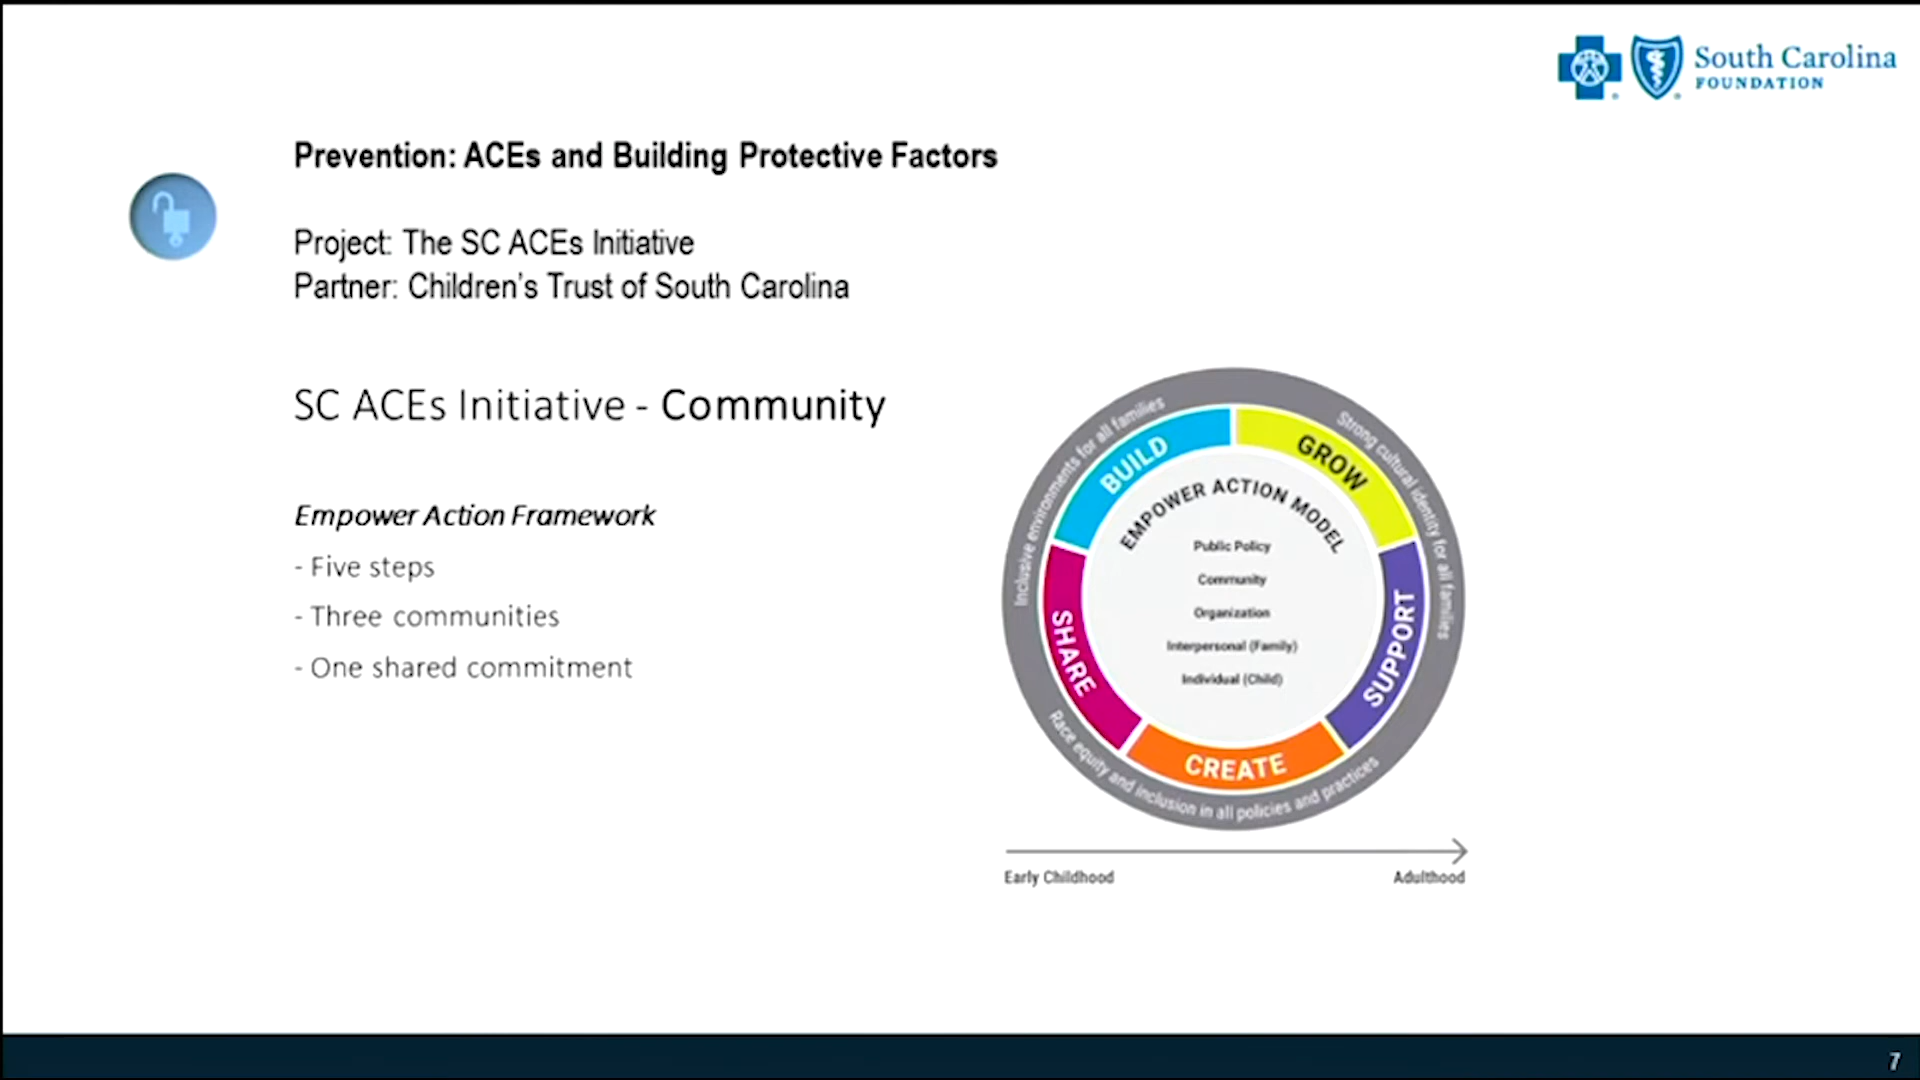 South Carolina
FOUNDATION
Prevention: ACEs and Building Protective Factors
Project: The SC ACEs Initiative
Partner: Children's Trust of South Carolina
SC ACEs Initiative - Community
Empower Action Framework
- Five steps
- Three communities
- One shared commitment
Inclusive environments for all families
Strong cultural identity for all families
Race equity and inclusion in all policies and practices
BUILD
GROW
SUPPORT
CREATE
SHARE
EMPOWER ACTION MODEL
Public Policy
Community
Organization
Interpersonal (Family)
Individual (Child)
Early Childhood
Adulthood
7